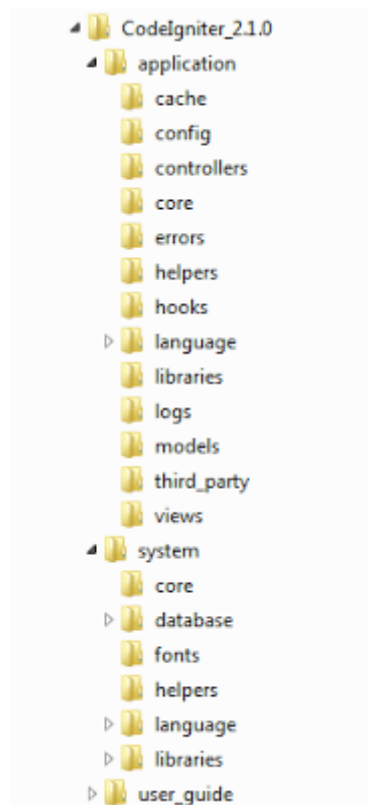 CodeIgniter_2.1.0
application
cache
config
controllers
core
errors
helpers
hooks
language
libraries
logs
models
third_party
views
system
core
database
fonts
helpers
language
libraries
user_guide